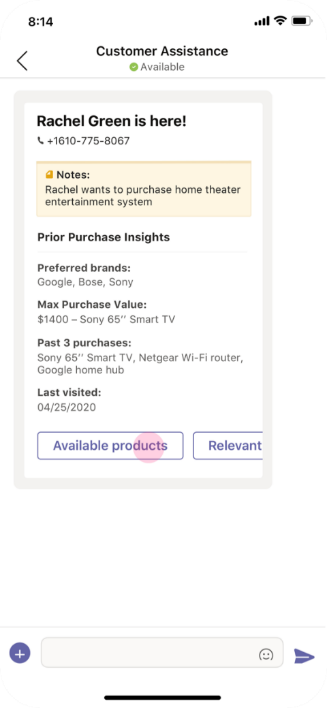 8:14
Customer Assistance
Available
Rachel Green is here!
+1610-775-8067
Notes:
Rachel wants to purchase home theater
entertainment system
Prior Purchase Insights
Preferred brands:
Google, Bose, Sony
Max Purchase Value:
$1400 – Sony 65’’ Smart TV
Past 3 purchases:
Sony 65’’ Smart TV, Netgear Wi-Fi router,
Google home hub
Last visited:
04/25/2020
Available products
Relevant